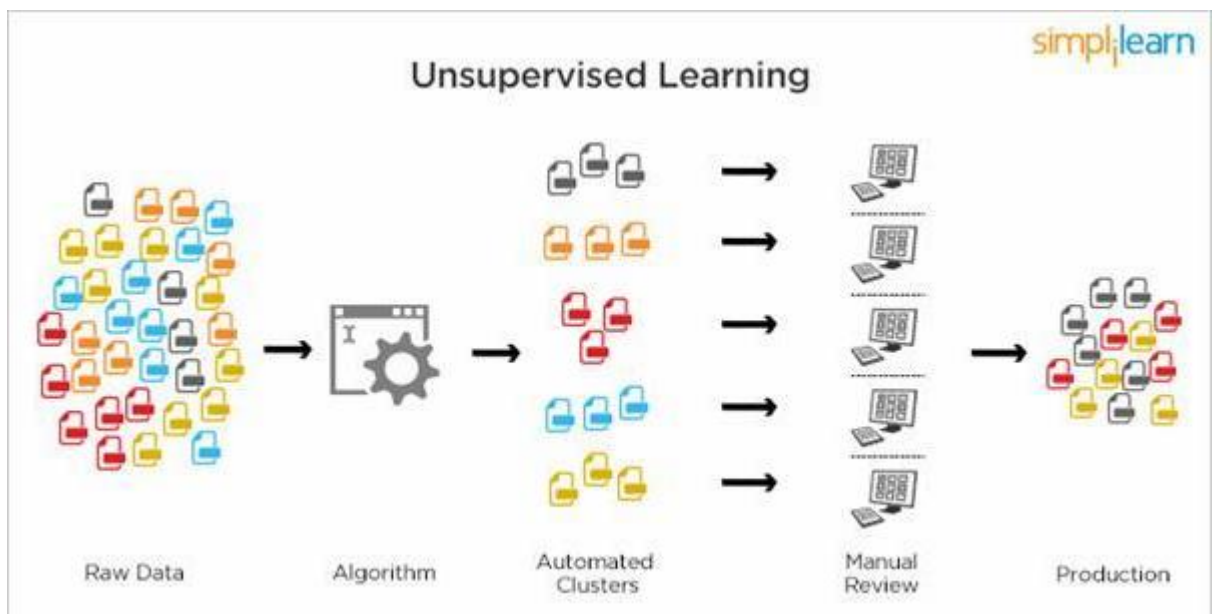 simplilearn
Unsupervised Learning
Raw Data
Algorithm
Automated
Clusters
Manual
Review
Production